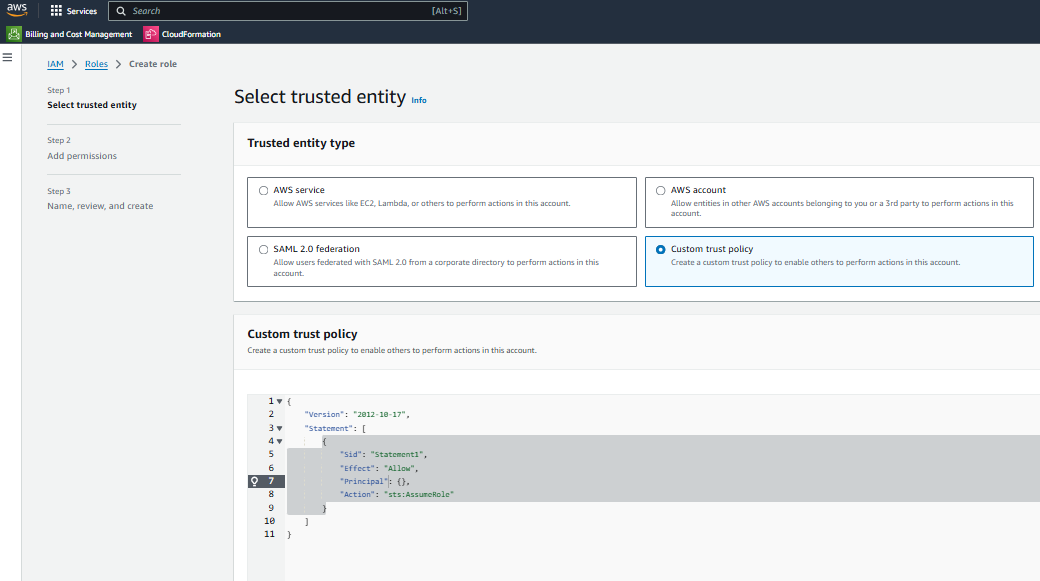 aws Services Search [Alt+S]
Billing and Cost Management CloudFormation
IAM > Roles > Create role
Step 1
Select trusted entity
Step 2
Add permissions
Step 3
Name, review, and create
Select trusted entity Info
Trusted entity type
AWS service
Allow AWS services like EC2, Lambda, or others to perform actions in this account.
AWS account
Allow entities in other AWS accounts belonging to you or a 3rd party to perform actions in this
account.
SAML 2.0 federation
Allow users federated with SAML 2.0 from a corporate directory to perform actions in this
account.
Custom trust policy
Create a custom trust policy to enable others to perform actions in this account.
Custom trust policy
Create a custom trust policy to enable others to perform actions in this account.
1 {
2 "Version": "2012-10-17",
3 "Statement": [
4 {
5 "Sid": "Statement1",
6 "Effect": "Allow",
7 "Principal": {},
8 "Action": "sts:AssumeRole"
9 }
10 ]
11 }